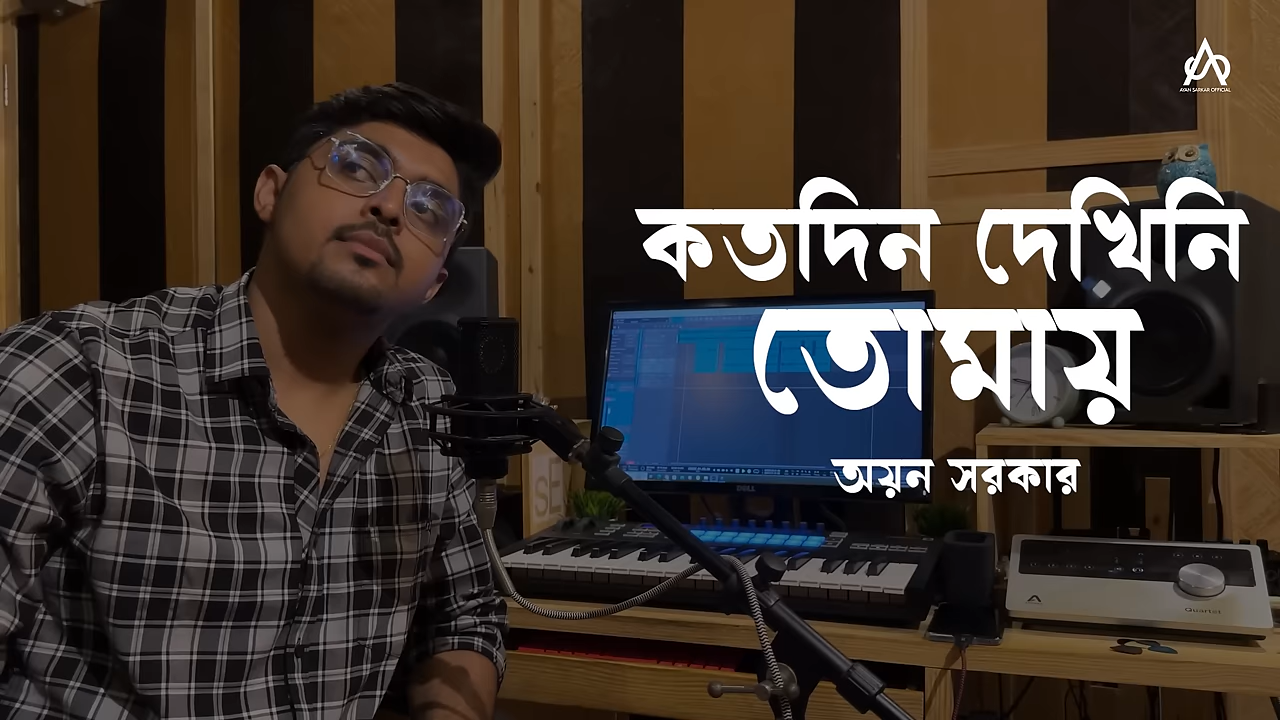 AYAN SARKAR OFFICIAL
কতদিন দেখিনি
তোমায়
অয়ন সরকার
DELL
Quartet